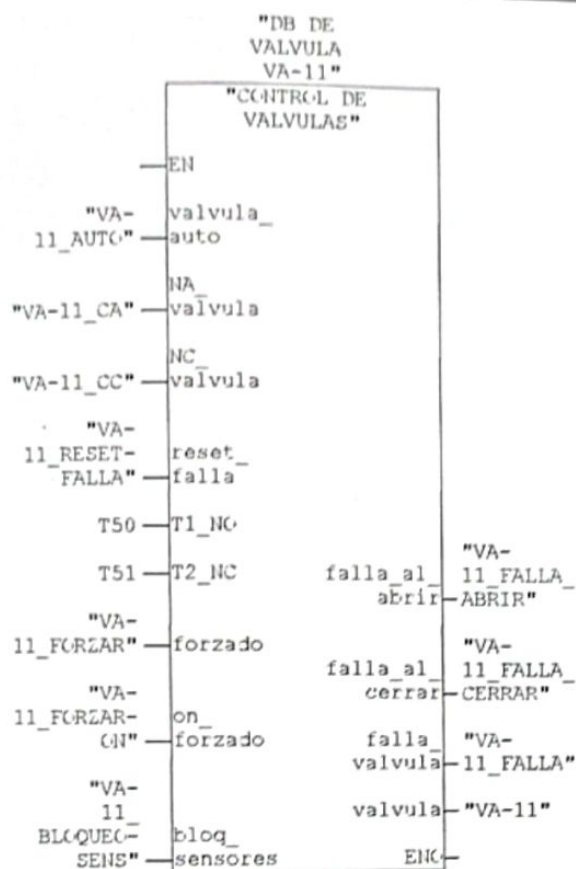 "DB DE
VALVULA
VA-11"
"CONTROL DE
VALVULAS"
EN
"VA-
11_AUTO"
valvula_
auto
"VA-11_CA"
NA_
valvula
"VA-11_CC"
NC_
valvula
"VA-
11_RESET-
FALLA"
reset_
falla
T50
T1_NO
T51
T2_NC
"VA-
11_FORZAR"
forzado
"VA-
11_FORZAR-
ON"
on_
forzado
"VA-
11_
BLOQUEO-
SENS"
bloq_
sensores
falla_al_
abrir
"VA-
11_FALLA_
ABRIR"
falla_al_
cerrar
"VA-
11_FALLA_
CERRAR"
falla_
valvula
"VA-
11_FALLA"
valvula
"VA-11"
ENO